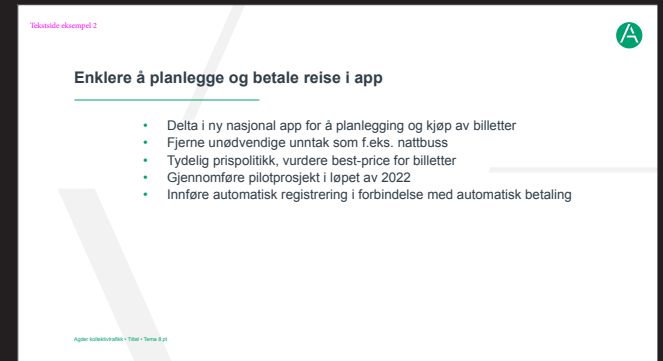 Tekstside eksempel 2
Enklere å planlegge og betale reise i app
• Delta i ny nasjonal app for å planlegging og kjøp av billetter
• Fjerne unødvendige unntak som f.eks. nattbuss
• Tydelig prispolitikk, vurdere best-price for billetter
• Gjennomføre pilotprosjekt i løpet av 2022
• Innføre automatisk registrering i forbindelse med automatisk betaling
Agder kollektivtrafikk • Tittel • Tema 8.pt